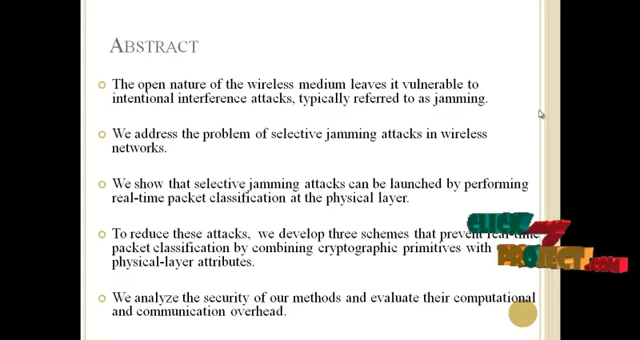 ABSTRACT
The open nature of the wireless medium leaves it vulnerable to
intentional interference attacks, typically referred to as jamming.
We address the problem of selective jamming attacks in wireless
networks.
We show that selective jamming attacks can be launched by performing
real-time packet classification at the physical layer.
To reduce these attacks, we develop three schemes that prevent real-time
packet classification by combining cryptographic primitives with
physical-layer attributes.
We analyze the security of our methods and evaluate their computational
and communication overhead.
CLICK
MY
PROJECT.COM